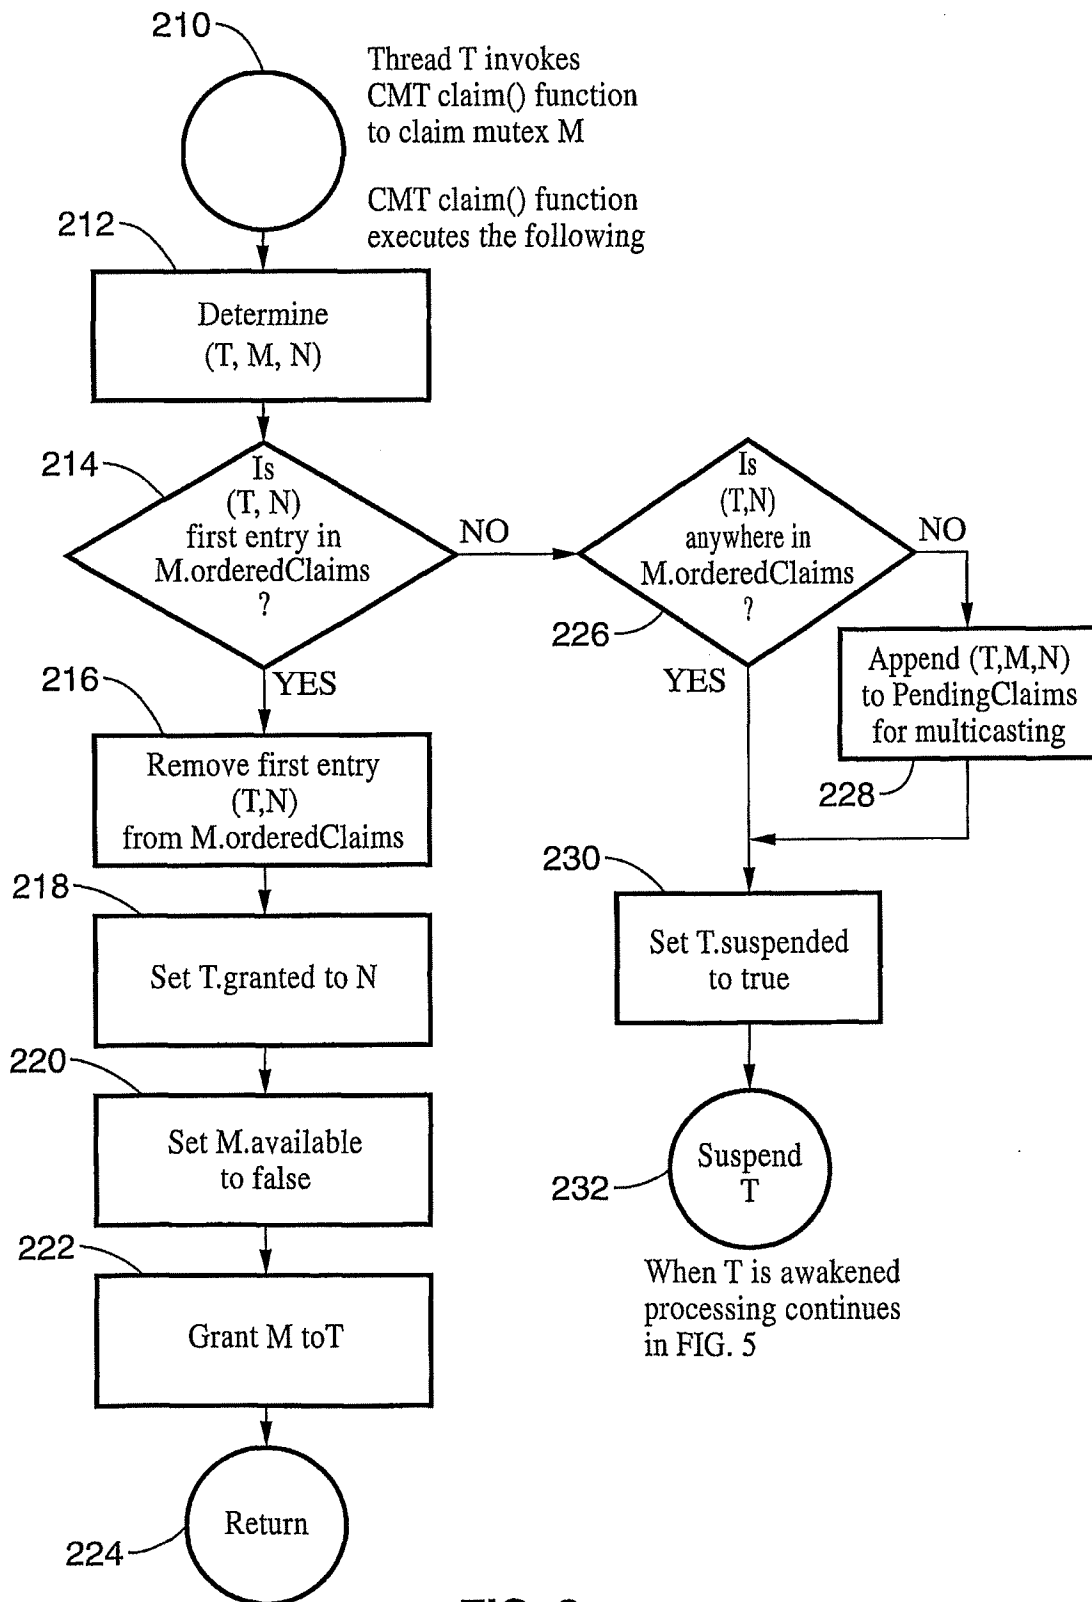 210
Thread T invokes
CMT claim() function
to claim mutex M
CMT claim() function
executes the following
212
Determine
(T, M, N)
214
Is
(T, N)
first entry in
M.orderedClaims
?
NO
YES
Is
(T,N)
anywhere in
M.orderedClaims
?
226
NO
YES
Append (T,M,N)
to PendingClaims
for multicasting
228
216
Remove first entry
(T,N)
from M.orderedClaims
218
Set T.granted to N
220
Set M.available
to false
222
Grant M toT
224
Return
230
Set T.suspended
to true
232
Suspend
T
When T is awakened
processing continues
in FIG. 5